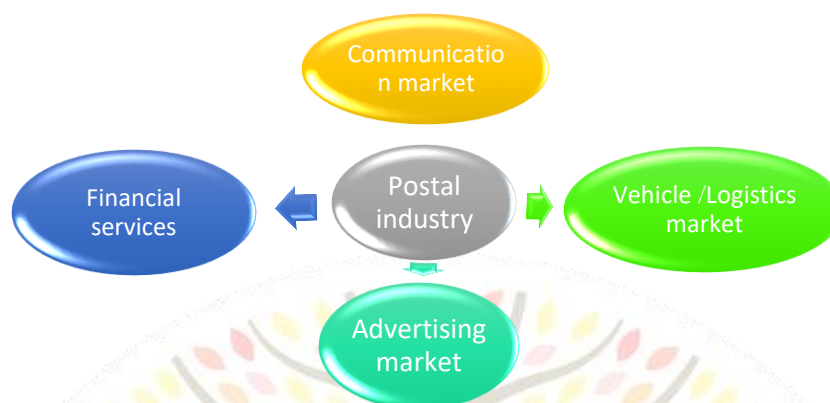 Communicatio
n market
Financial
services
Postal
industry
Vehicle /Logistics
market
Advertising
market